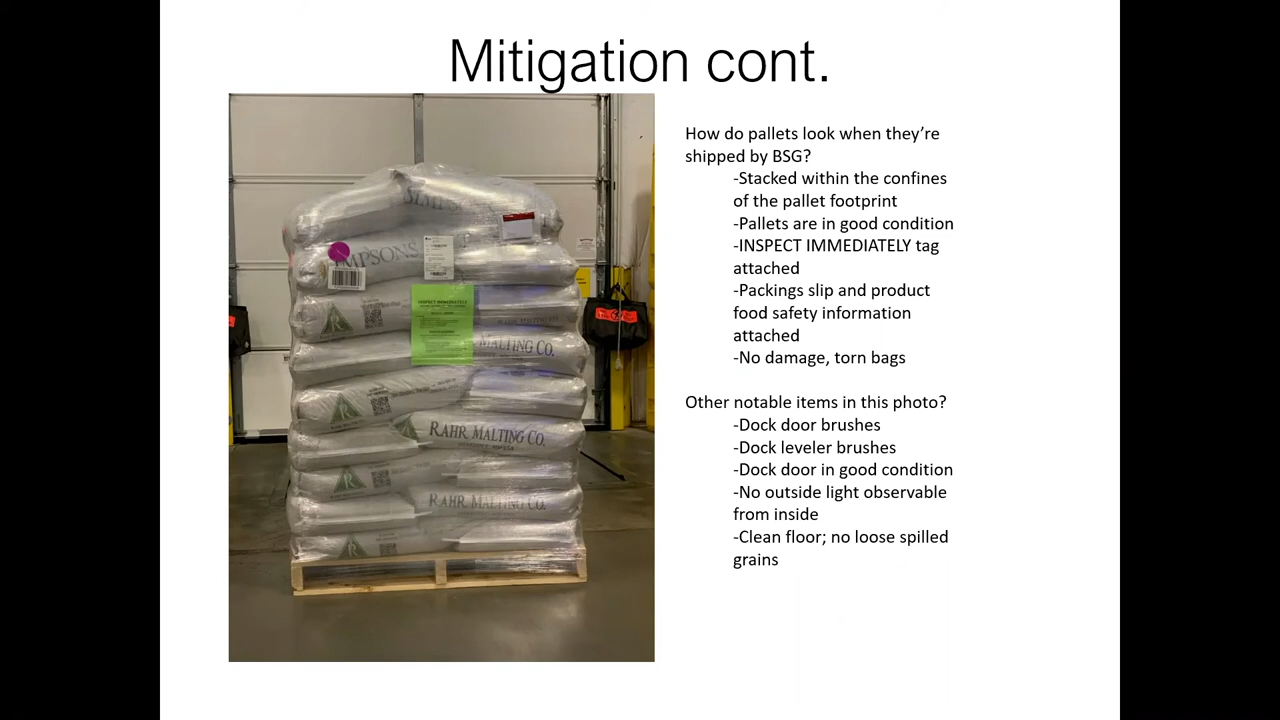 Mitigation cont.
How do pallets look when they're
shipped by BSG?
-Stacked within the confines
of the pallet footprint
-Pallets are in good condition
-INSPECT IMMEDIATELY tag
attached
-Packings slip and product
food safety information
attached
-No damage, torn bags
Other notable items in this photo?
-Dock door brushes
-Dock leveler brushes
-Dock door in good condition
-No outside light observable
from inside
-Clean floor; no loose spilled
grains
SIMPS
MPSONS
INSPECT IMMEDIATELY
MALTING CO.
RAHR MALTING CO.
RAHR MALTING CO.